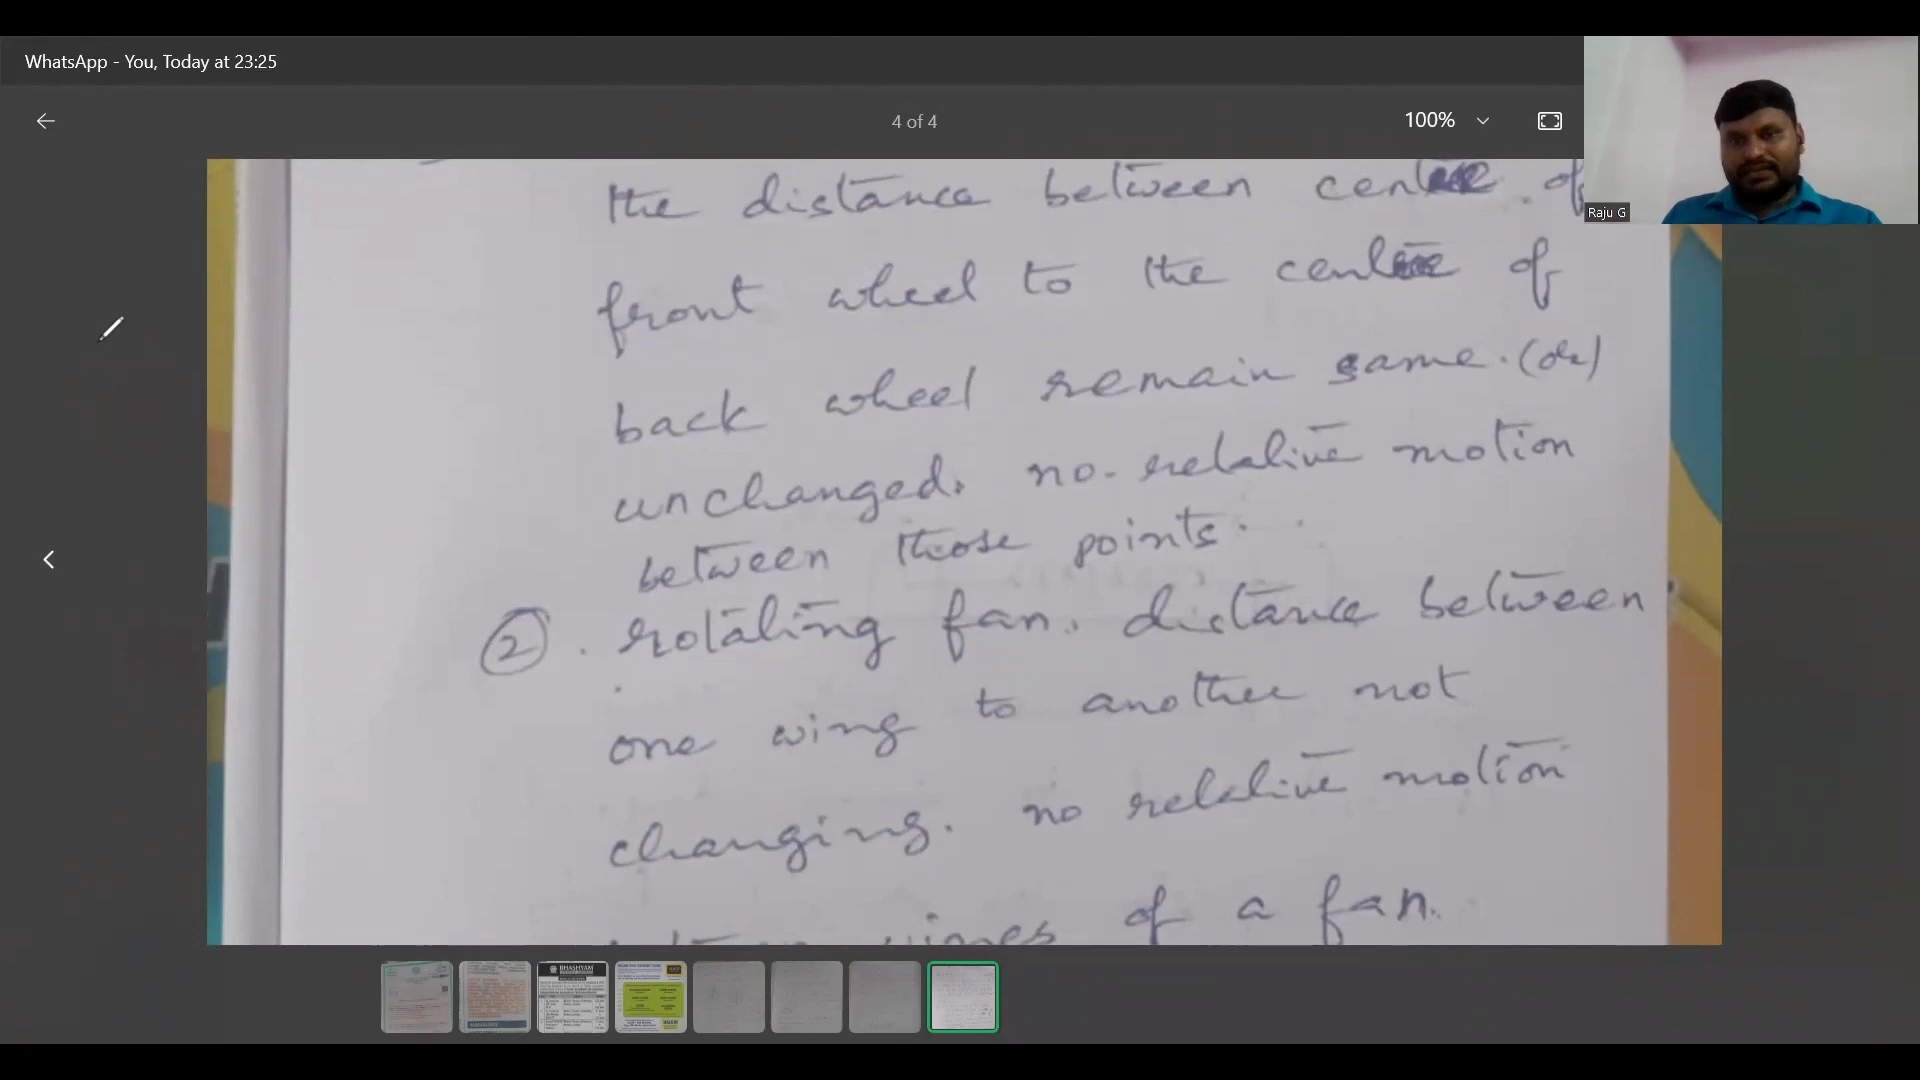 WhatsApp - You, Today at 23:25
4 of 4
100%
Raju G
the distance between centre of
front wheel to the centre of
back wheel remain same. (or)
unchanged. no relative motion
between those points.
2. rotating fan. distance between
one wing to another not
changing. no relative motion
wings of a fan.
BHASHYAM